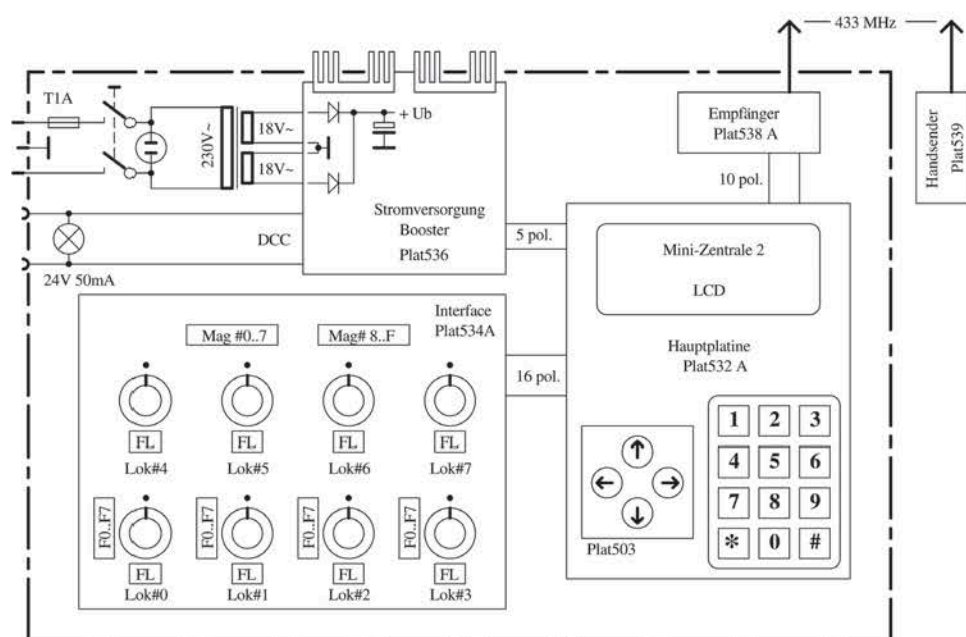 433 MHz
T1A
230V~
18V~
18V~
+ Ub
Stromversorgung
Booster
Plat536
DCC
24V 50mA
5 pol.
Empfänger
Plat538 A
10 pol.
Handsender
Plat539
Mini-Zentrale 2
LCD
Hauptplatine
Plat532 A
16 pol.
Interface
Plat534A
Mag #0..7
Mag# 8..F
FL
FL
FL
FL
Lok#4
Lok#5
Lok#6
Lok#7
F0..F7
F0..F7
F0..F7
F0..F7
FL
FL
FL
FL
Lok#0
Lok#1
Lok#2
Lok#3
Plat503
1 2 3
4 5 6
7 8 9
* 0 #